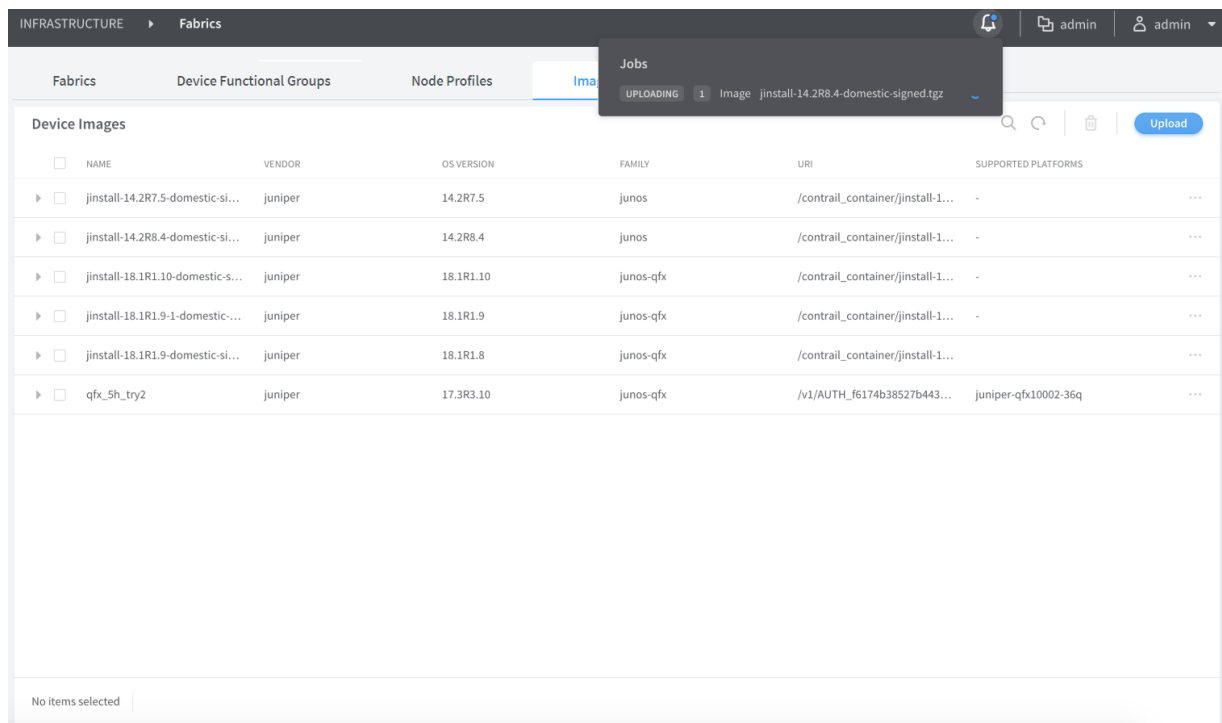 INFRASTRUCTURE Fabrics admin admin
Jobs
UPLOADING 1 Image jinstall-14.2R8.4-domestic-signed.tgz
Fabrics Device Functional Groups Node Profiles Ima
Device Images Upload
NAME VENDOR OS VERSION FAMILY URI SUPPORTED PLATFORMS
jinstall-14.2R7.5-domestic-si... juniper 14.2R7.5 junos /contrail_container/jinstall-1... - ...
jinstall-14.2R8.4-domestic-si... juniper 14.2R8.4 junos /contrail_container/jinstall-1... - ...
jinstall-18.1R1.10-domestic-s... juniper 18.1R1.10 junos-qfx /contrail_container/jinstall-1... - ...
jinstall-18.1R1.9-1-domestic-... juniper 18.1R1.9 junos-qfx /contrail_container/jinstall-1... - ...
jinstall-18.1R1.9-domestic-si... juniper 18.1R1.8 junos-qfx /contrail_container/jinstall-1... ...
qfx_5h_try2 juniper 17.3R3.10 junos-qfx /v1/AUTH_f6174b38527b443... juniper-qfx10002-36q ...
No items selected